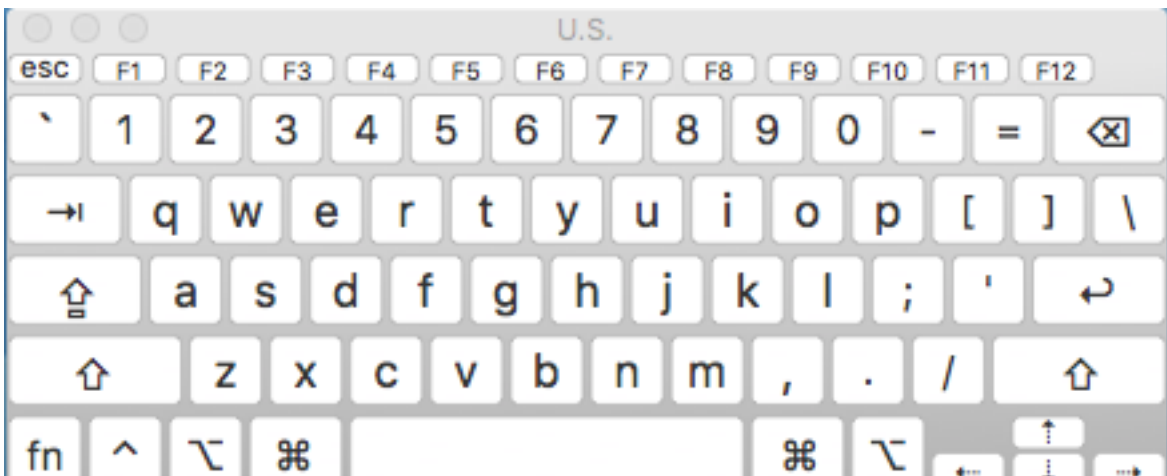 U.S.
esc F1 F2 F3 F4 F5 F6 F7 F8 F9 F10 F11 F12
` 1 2 3 4 5 6 7 8 9 0 - = ⌫
⇥ q w e r t y u i o p [ ] \
⇪ a s d f g h j k l ; ' ↩
⇧ z x c v b n m , . / ⇧
fn ^ ⌥ ⌘ ⌘ ⌥ ⇠ ⇡ ⇣ ⇢